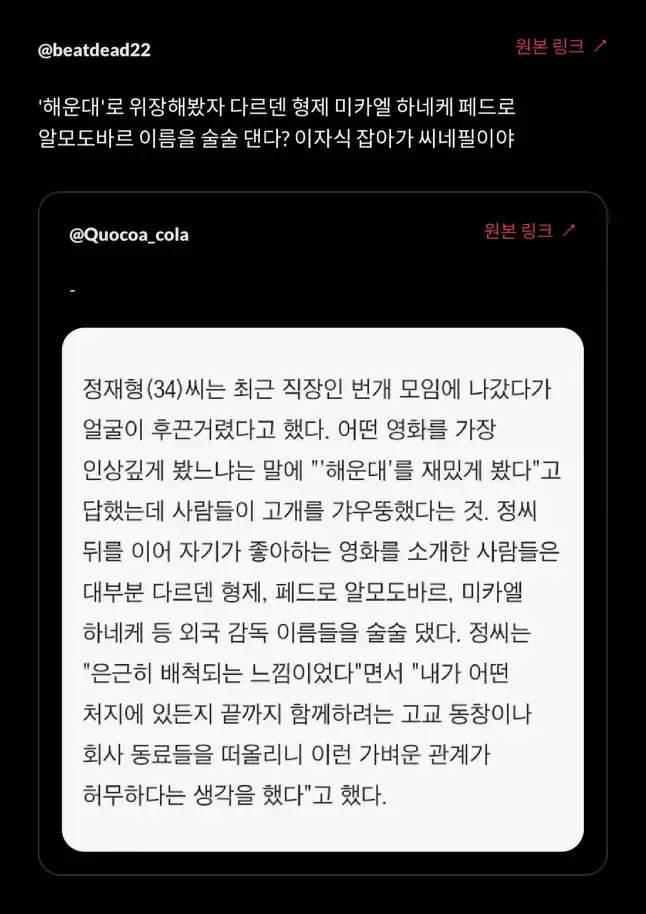 @beatdead22
원본 링크 ↗
'해운대'로 위장해봤자 다르덴 형제 미카엘 하네케 페드로
알모도바르 이름을 술술 댄다? 이자식 잡아가 씨네필이야
@Quocoa_cola
원본 링크 ↗
-
정재형(34)씨는 최근 직장인 번개 모임에 나갔다가
얼굴이 후끈거렸다고 했다. 어떤 영화를 가장
인상깊게 봤느냐는 말에 "'해운대'를 재밌게 봤다"고
답했는데 사람들이 고개를 갸우뚱했다는 것. 정씨
뒤를 이어 자기가 좋아하는 영화를 소개한 사람들은
대부분 다르덴 형제, 페드로 알모도바르, 미카엘
하네케 등 외국 감독 이름들을 술술 댔다. 정씨는
"은근히 배척되는 느낌이었다"면서 "내가 어떤
처지에 있든지 끝까지 함께하려는 고교 동창이나
회사 동료들을 떠올리니 이런 가벼운 관계가
허무하다는 생각을 했다"고 했다.